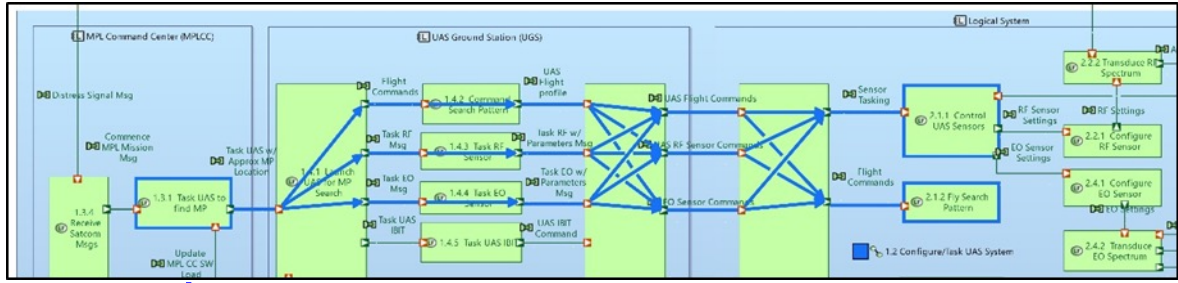 MPL Command Center (MPLCC)
UAS Ground Station (UGS)
Logical System
Distress Signal Msg
Commence
MPL Mission
Msg
Task UAS w/
Approx MP
Location
1.3.4
Receive
Satcom
Msgs
1.3.1 Task UAS to
find MP
Update
MPL CC SW
Load
1.4.1 Launch
UAS for MP
Search
Flight
Commands
Task RF
Msg
Task EO
Msg
Task UAS
IBIT
1.4.2 Command
Search Pattern
1.4.3 Task RF
Sensor
1.4.4 Task EO
Sensor
1.4.5 Task UAS IBIT
UAS
Flight
profile
Task RF w/
Parameters Msg
Task EO w/
Parameters
Msg
UAS IBIT
Command
UAS Flight Commands
UAS RF Sensor Commands
EO Sensor Commands
Sensor
Tasking
Flight
Commands
2.1.1 Control
UAS Sensors
2.1.2 Fly Search
Pattern
1.2 Configure/Task UAS System
RF Sensor
Settings
EO Sensor
Settings
2.2.2 Transduce RF
Spectrum
RF Settings
2.2.1 Configure
RF Sensor
2.4.1 Configure
EO Sensor
EO Settings
2.4.2 Transduce
EO Spectrum